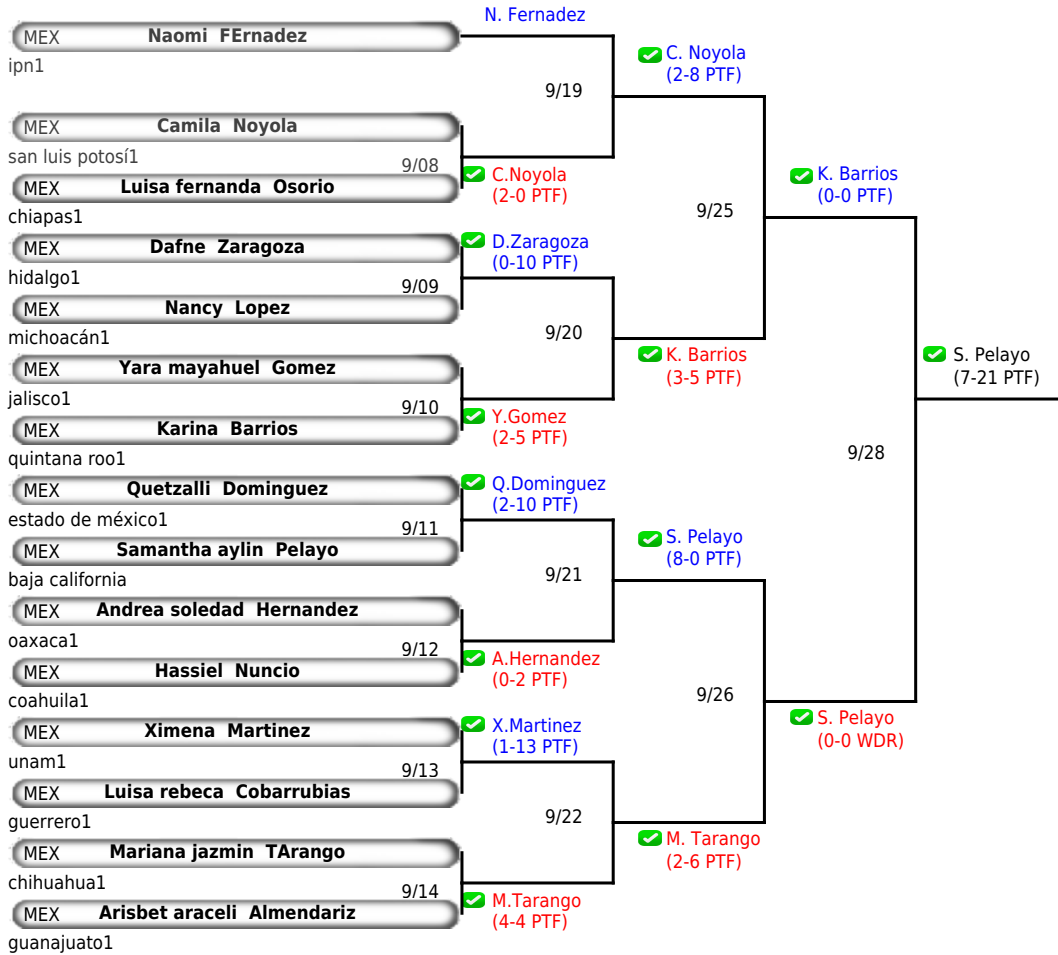 N. Fernadez
MEX Naomi FErnadez
ipn1
C. Noyola
(2-8 PTF)
9/19
MEX Camila Noyola
san luis potosí1
9/08
C.Noyola
(2-0 PTF)
K. Barrios
(0-0 PTF)
MEX Luisa fernanda Osorio
chiapas1
9/25
MEX Dafne Zaragoza
D.Zaragoza
(0-10 PTF)
hidalgo1
9/09
MEX Nancy Lopez
michoacán1
9/20
K. Barrios
(3-5 PTF)
S. Pelayo
(7-21 PTF)
MEX Yara mayahuel Gomez
jalisco1
9/10
Y.Gomez
(2-5 PTF)
MEX Karina Barrios
quintana roo1
9/28
MEX Quetzalli Dominguez
Q.Dominguez
(2-10 PTF)
estado de méxico1
9/11
S. Pelayo
(8-0 PTF)
MEX Samantha aylin Pelayo
baja california
9/21
MEX Andrea soledad Hernandez
oaxaca1
9/12
A.Hernandez
(0-2 PTF)
MEX Hassiel Nuncio
coahuila1
9/26
S. Pelayo
(0-0 WDR)
MEX Ximena Martinez
X.Martinez
(1-13 PTF)
unam1
9/13
MEX Luisa rebeca Cobarrubias
guerrero1
9/22
M. Tarango
(2-6 PTF)
MEX Mariana jazmin TArango
chihuahua1
9/14
M.Tarango
(4-4 PTF)
MEX Arisbet araceli Almendariz
guanajuato1